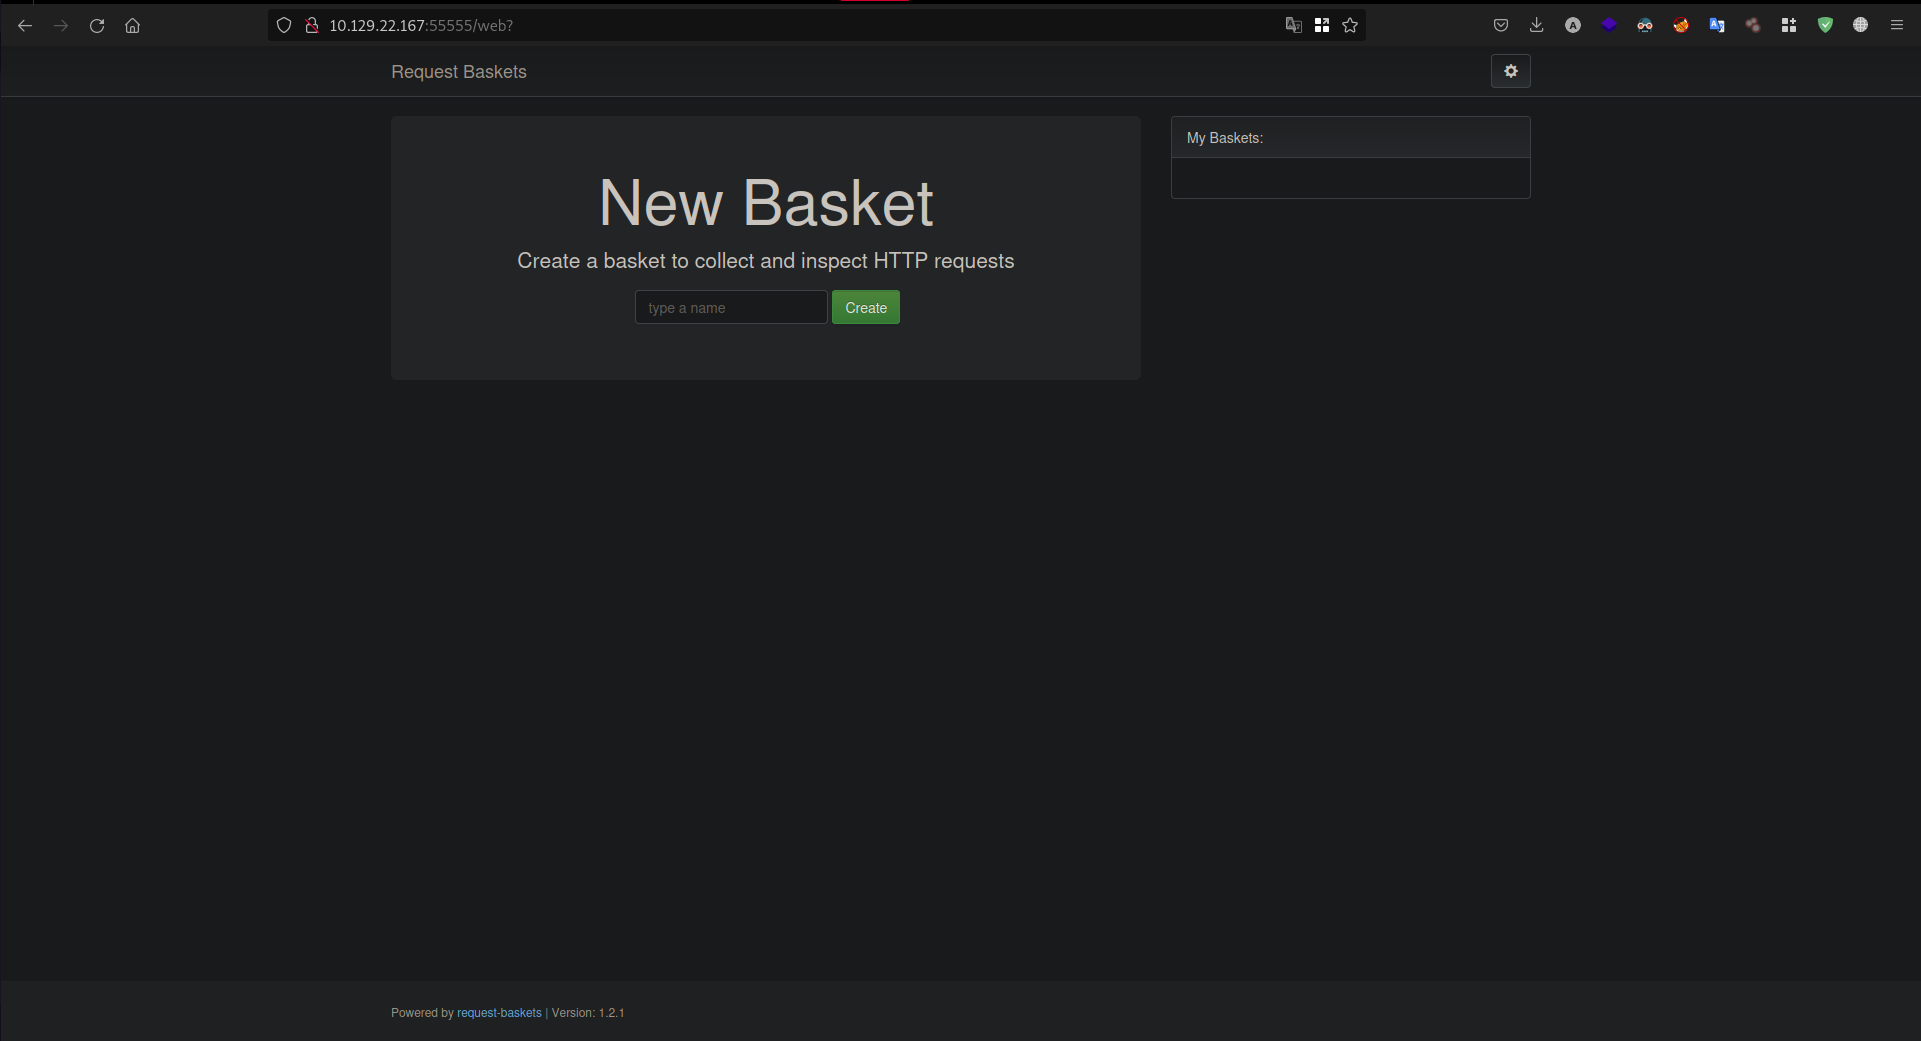 10.129.22.167:55555/web?
Request Baskets
New Basket
Create a basket to collect and inspect HTTP requests
type a name
Create
My Baskets:
Powered by request-baskets | Version: 1.2.1